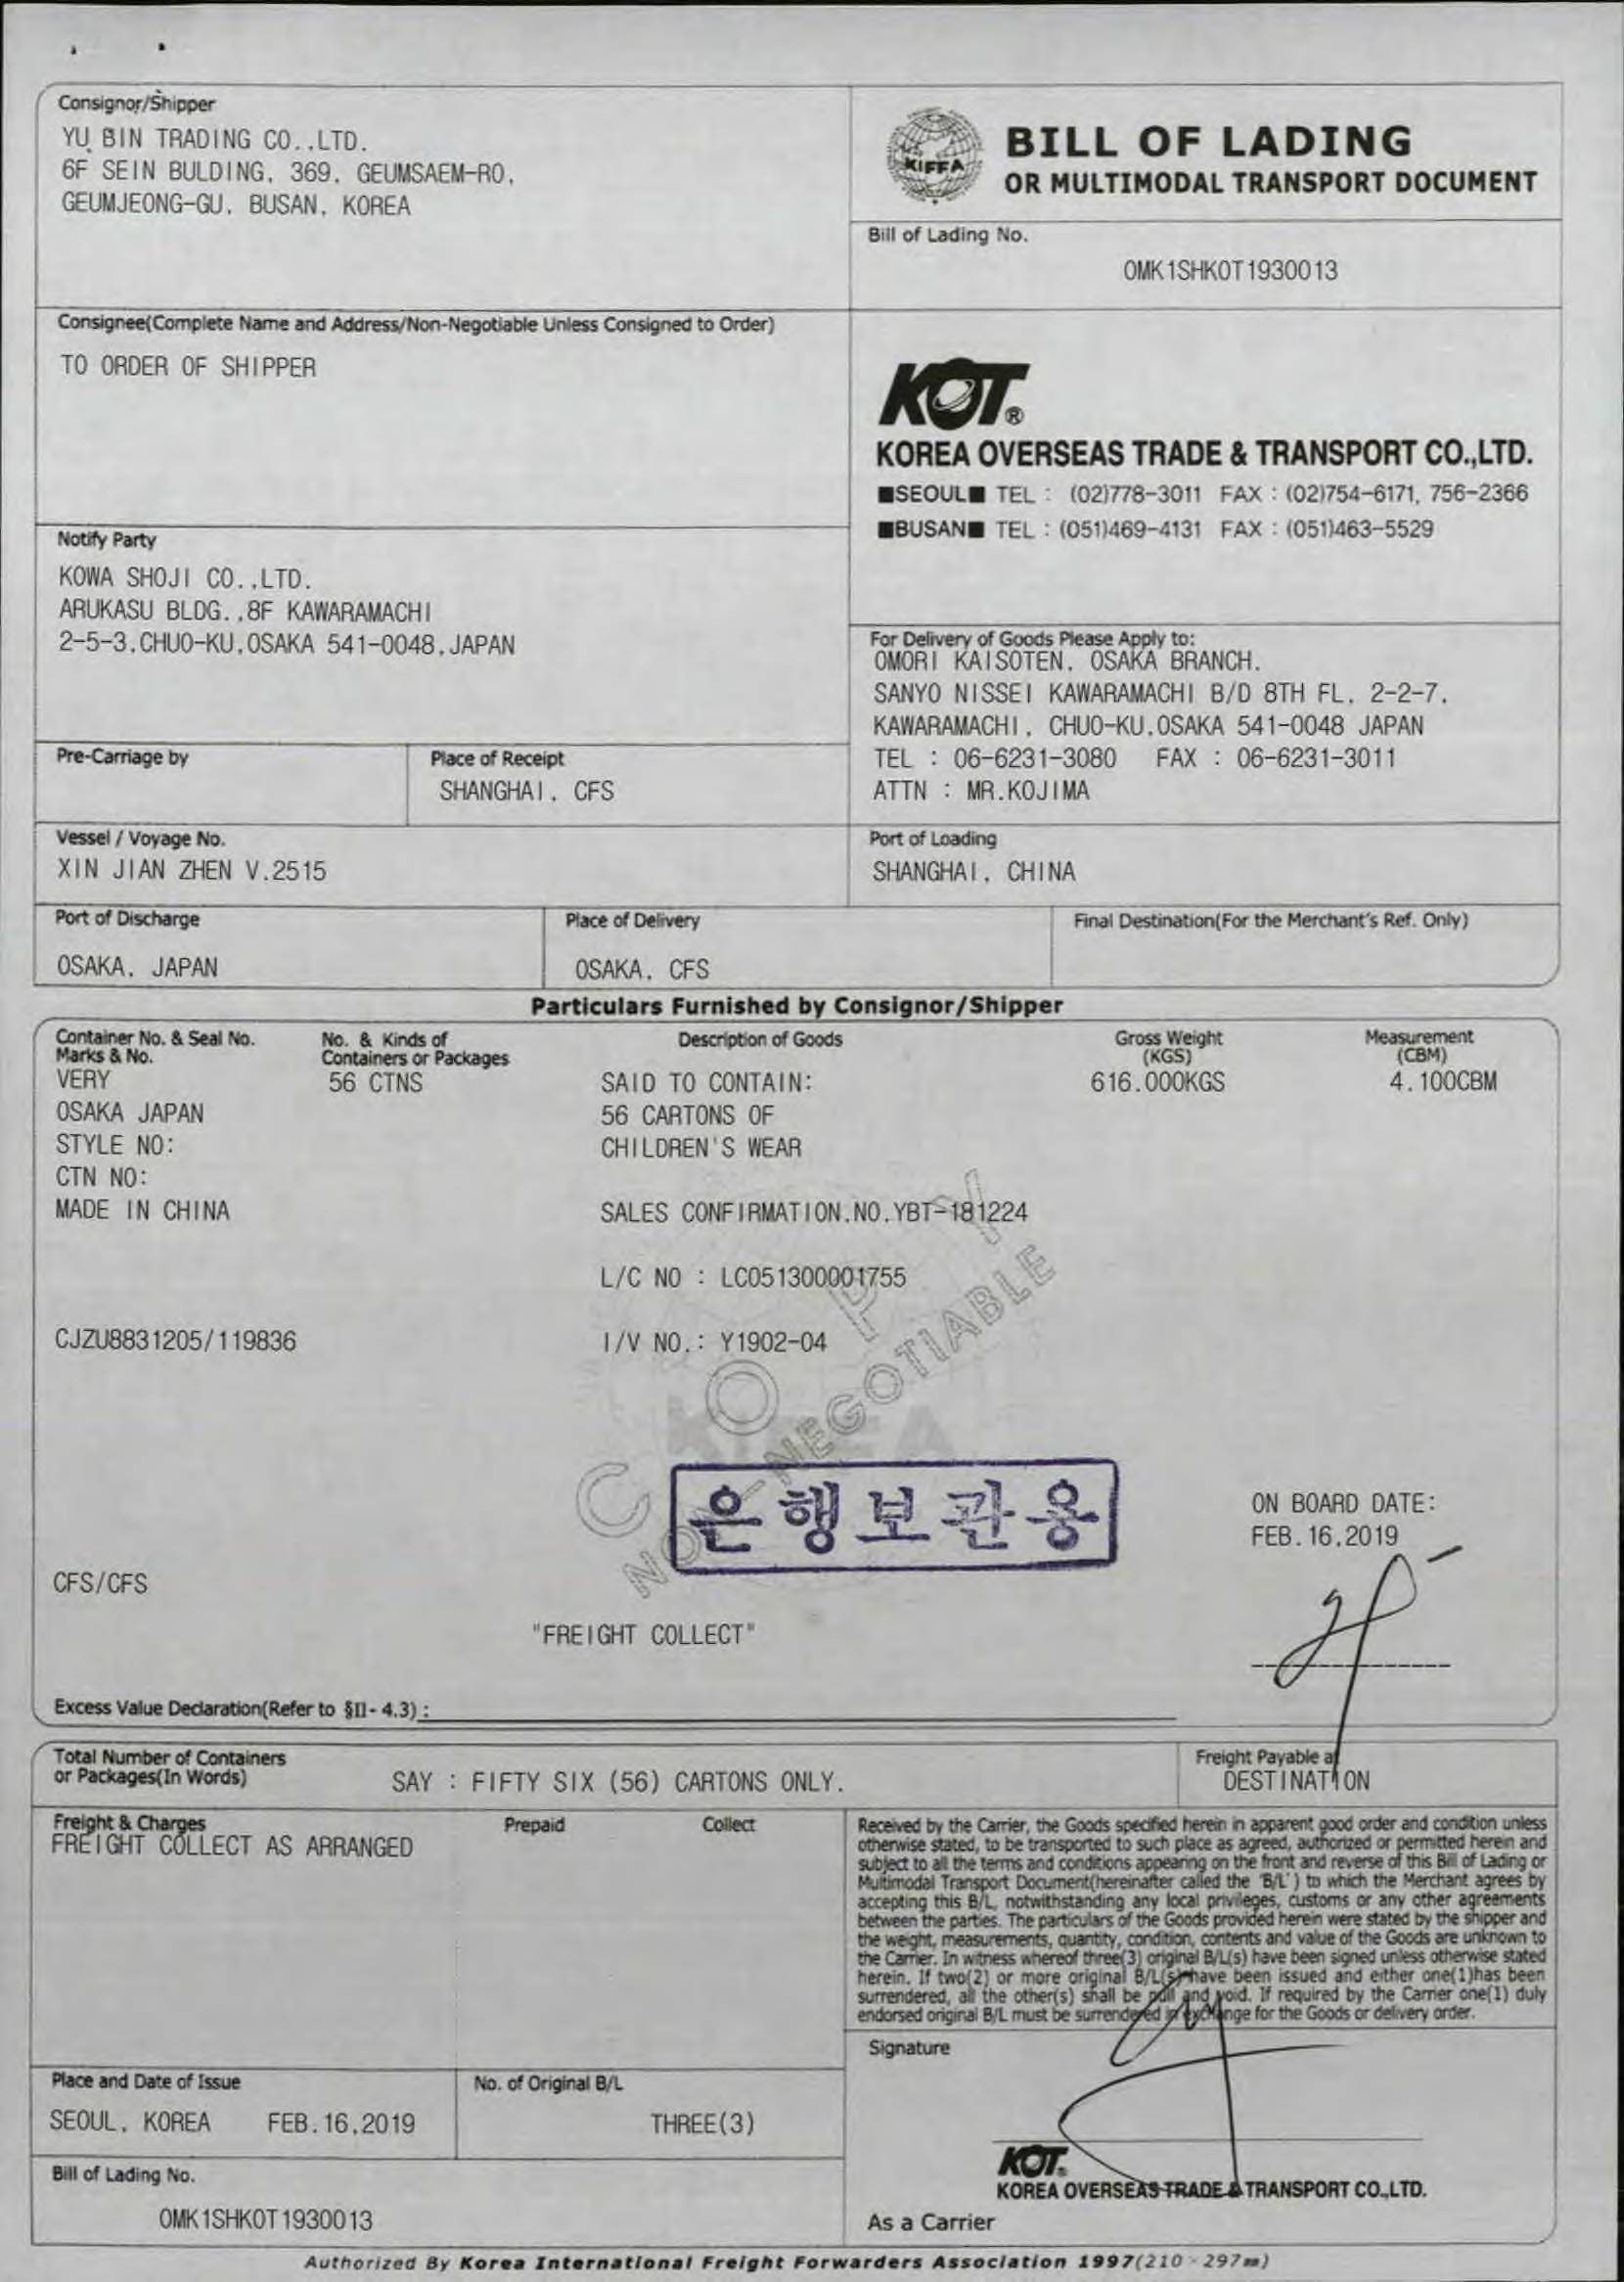 Consignor/Shipper
YU BIN TRADING CO.,LTD.
6F SEIN BULDING, 369, GEUMSAEM-RO,
GEUMJEONG-GU, BUSAN, KOREA
KIFFA
BILL OF LADING
OR MULTIMODAL TRANSPORT DOCUMENT
Bill of Lading No.
OMK1SHKOT1930013
Consignee(Complete Name and Address/Non-Negotiable Unless Consigned to Order)
TO ORDER OF SHIPPER
KOT®
KOREA OVERSEAS TRADE & TRANSPORT CO.,LTD.
■SEOUL■ TEL : (02)778-3011 FAX : (02)754-6171, 756-2366
■BUSAN■ TEL : (051)469-4131 FAX : (051)463-5529
Notify Party
KOWA SHOJI CO.,LTD.
ARUKASU BLDG.,8F KAWARAMACHI
2-5-3,CHUO-KU,OSAKA 541-0048,JAPAN
For Delivery of Goods Please Apply to:
OMORI KAISOTEN, OSAKA BRANCH.
SANYO NISSEI KAWARAMACHI B/D 8TH FL, 2-2-7,
KAWARAMACHI, CHUO-KU,OSAKA 541-0048 JAPAN
TEL : 06-6231-3080 FAX : 06-6231-3011
ATTN : MR.KOJIMA
Pre-Carriage by
Place of Receipt
SHANGHAI, CFS
Vessel / Voyage No.
XIN JIAN ZHEN V.2515
Port of Loading
SHANGHAI, CHINA
Port of Discharge
OSAKA, JAPAN
Place of Delivery
OSAKA, CFS
Final Destination(For the Merchant's Ref. Only)
Particulars Furnished by Consignor/Shipper
Container No. & Seal No.
Marks & No.
No. & Kinds of
Containers or Packages
Description of Goods
Gross Weight
(KGS)
Measurement
(CBM)
VERY 56 CTNS SAID TO CONTAIN: 616.000KGS 4.100CBM
OSAKA JAPAN 56 CARTONS OF
STYLE NO: CHILDREN'S WEAR
CTN NO:
MADE IN CHINA SALES CONFIRMATION.NO.YBT-181224
L/C NO : LC051300001755
CJZU8831205/119836 I/V NO.: Y1902-04
COPY
NON-NEGOTIABLE
KIFFA
은행보관용
ON BOARD DATE:
FEB.16,2019
CFS/CFS
"FREIGHT COLLECT"
Excess Value Declaration(Refer to §II- 4.3) :
Total Number of Containers
or Packages(In Words)
SAY : FIFTY SIX (56) CARTONS ONLY.
Freight Payable at
DESTINATION
Freight & Charges Prepaid Collect
FREIGHT COLLECT AS ARRANGED
Received by the Carrier, the Goods specified herein in apparent good order and condition unless
otherwise stated, to be transported to such place as agreed, authorized or permitted herein and
subject to all the terms and conditions appearing on the front and reverse of this Bill of Lading or
Multimodal Transport Document(hereinafter called the 'B/L') to which the Merchant agrees by
accepting this B/L, notwithstanding any local privileges, customs or any other agreements
between the parties. The particulars of the Goods provided herein were stated by the shipper and
the weight, measurements, quantity, condition, contents and value of the Goods are unknown to
the Carrier. In witness whereof three(3) original B/L(s) have been signed unless otherwise stated
herein. If two(2) or more original B/L(s) have been issued and either one(1)has been
surrendered, all the other(s) shall be null and void. If required by the Carrier one(1) duly
endorsed original B/L must be surrendered in exchange for the Goods or delivery order.
Signature
Place and Date of Issue
SEOUL, KOREA FEB.16,2019
No. of Original B/L
THREE(3)
Bill of Lading No.
OMK1SHKOT1930013
KOT®
KOREA OVERSEAS TRADE & TRANSPORT CO.,LTD.
As a Carrier
Authorized By Korea International Freight Forwarders Association 1997(210×297㎜)